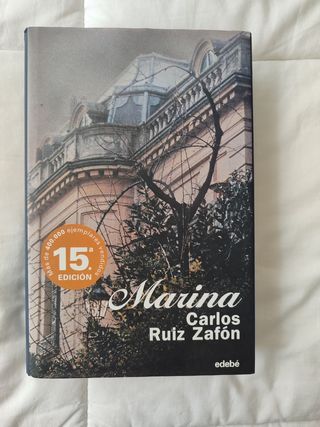 Más de 400.000 ejemplares vendidos
15.ª
EDICIÓN
Marina
Carlos
Ruiz Zafón
edebé